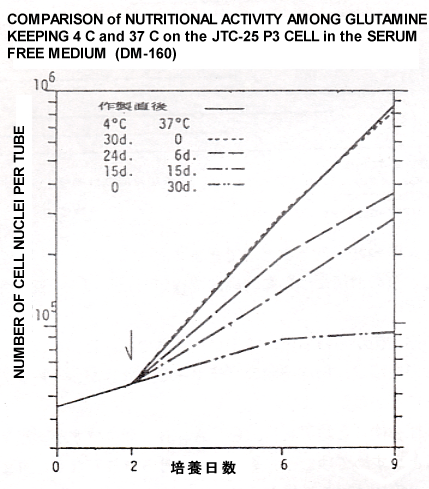 COMPARISON of NUTRITIONAL ACTIVITY AMONG GLUTAMINE
KEEPING 4 C and 37 C on the JTC-25 P3 CELL in the SERUM
FREE MEDIUM (DM-160)
NUMBER OF CELL NUCLEI PER TUBE
10⁶
10⁵
作製直後
4°C 37°C
30d. 0
24d. 6d.
15d. 15d.
0 30d.
0 2 6 9
培養日数